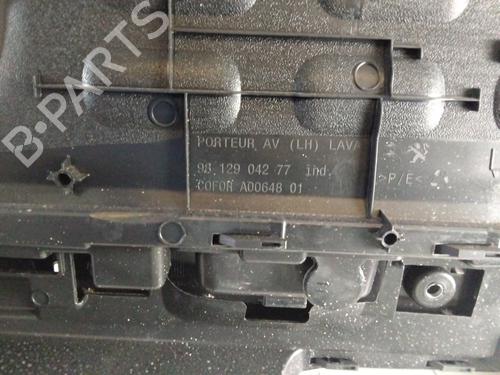 PORTEUR AV (LH) LAVA
98 129 042 77 ind.
COFOR A00648 01
>P/E<
B-PARTS